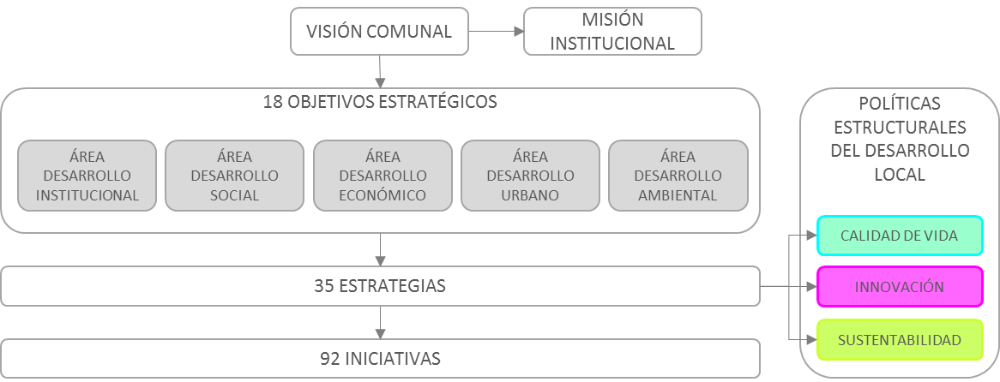 VISIÓN COMUNAL
MISIÓN
INSTITUCIONAL
18 OBJETIVOS ESTRATÉGICOS
ÁREA
DESARROLLO
INSTITUCIONAL
ÁREA
DESARROLLO
SOCIAL
ÁREA
DESARROLLO
ECONÓMICO
ÁREA
DESARROLLO
URBANO
ÁREA
DESARROLLO
AMBIENTAL
35 ESTRATEGIAS
92 INICIATIVAS
POLÍTICAS
ESTRUCTURALES
DEL DESARROLLO
LOCAL
CALIDAD DE VIDA
INNOVACIÓN
SUSTENTABILIDAD